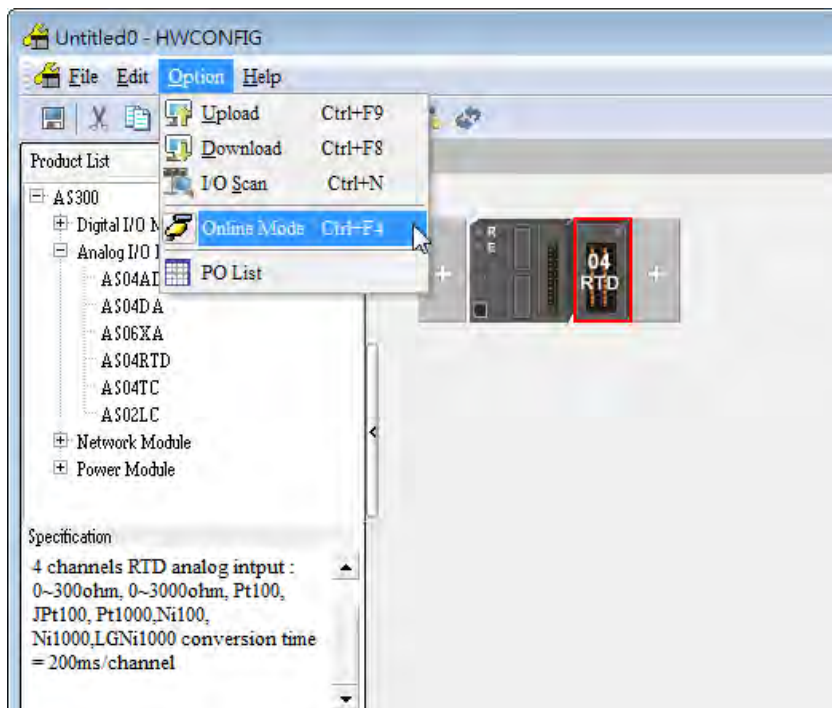 Untitled0 - HWCONFIG
File Edit Option Help
Upload Ctrl+F9
Download Ctrl+F8
I/O Scan Ctrl+N
Online Mode Ctrl+F4
PO List
Product List
AS300
Digital I/O
Analog I/O
AS04AD
AS04DA
AS06XA
AS04RTD
AS04TC
AS02LC
Network Module
Power Module
R
E
04
RTD
Specification
4 channels RTD analog intput :
0~300ohm, 0~3000ohm, Pt100,
JPt100, Pt1000,Ni100,
Ni1000,LGNi1000 conversion time
= 200ms/channel